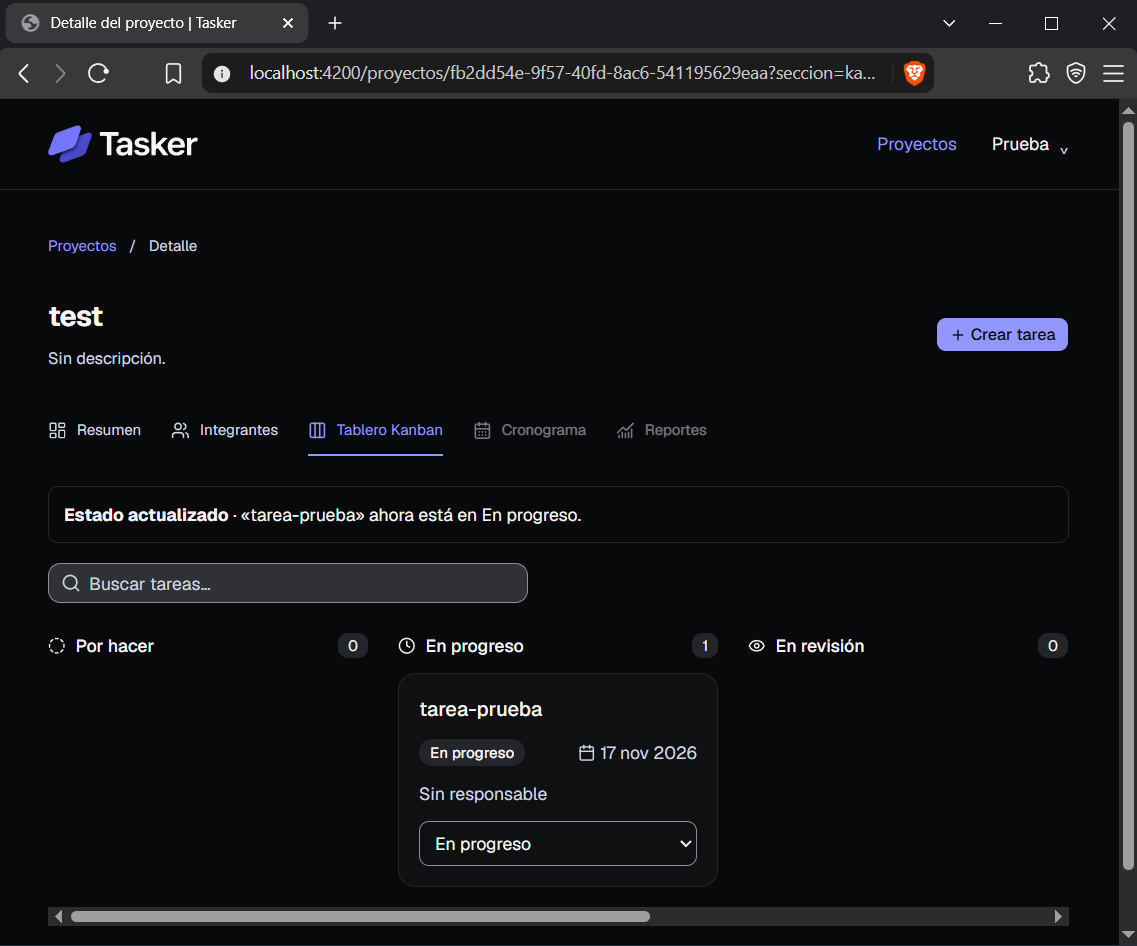 Detalle del proyecto | Tasker
localhost:4200/proyectos/fb2dd54e-9f57-40fd-8ac6-541195629eaa?seccion=ka...
Tasker
Proyectos
Prueba
Proyectos / Detalle
test
Sin descripción.
+ Crear tarea
Resumen
Integrantes
Tablero Kanban
Cronograma
Reportes
Estado actualizado · «tarea-prueba» ahora está en En progreso.
Buscar tareas...
Por hacer 0
En progreso 1
En revisión 0
tarea-prueba
En progreso 17 nov 2026
Sin responsable
En progreso